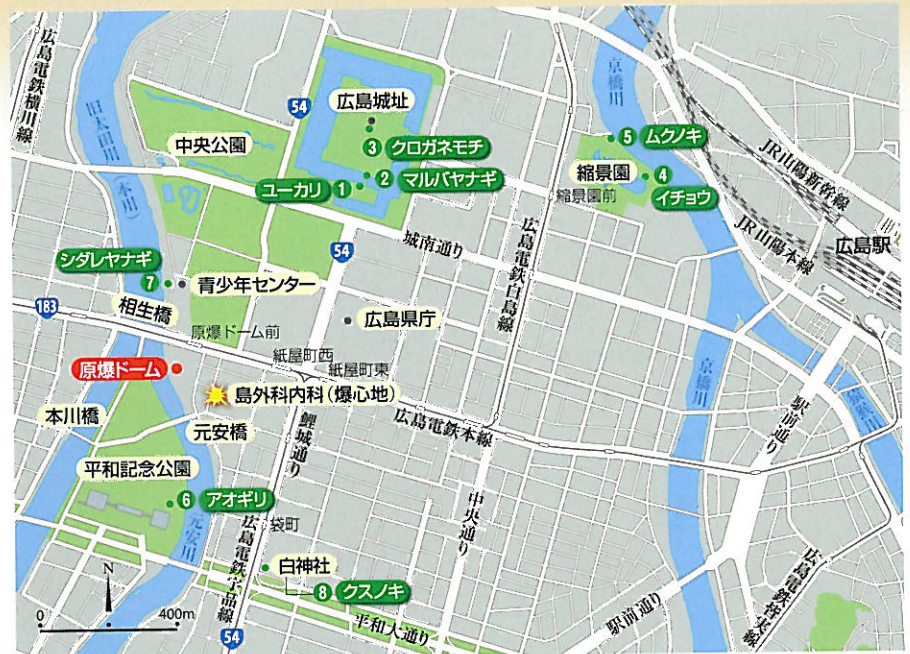 広島電鉄横川線
旧太田川（本川）
中央公園
54
広島城址
3 クロガネモチ
2 マルバヤナギ
ユーカリ 1
京橋川
5 ムクノキ
縮景園
4
イチョウ
縮景園前
JR山陽新幹線
JR山陽本線
広島駅
城南通り
広島電鉄白島線
54
シダレヤナギ
7
青少年センター
183
相生橋
原爆ドーム前
広島県庁
紙屋町西
紙屋町東
原爆ドーム
島外科内科（爆心地）
本川橋
元安橋
鯉城通り
広島電鉄本線
京橋川
駅前通り
猿猴川
平和記念公園
6 アオギリ
元安川
袋町
広島電鉄宇品線
中央通り
白神社
8 クスノキ
平和大通り
駅前通り
広島電鉄皆実線
N
0 400m
54